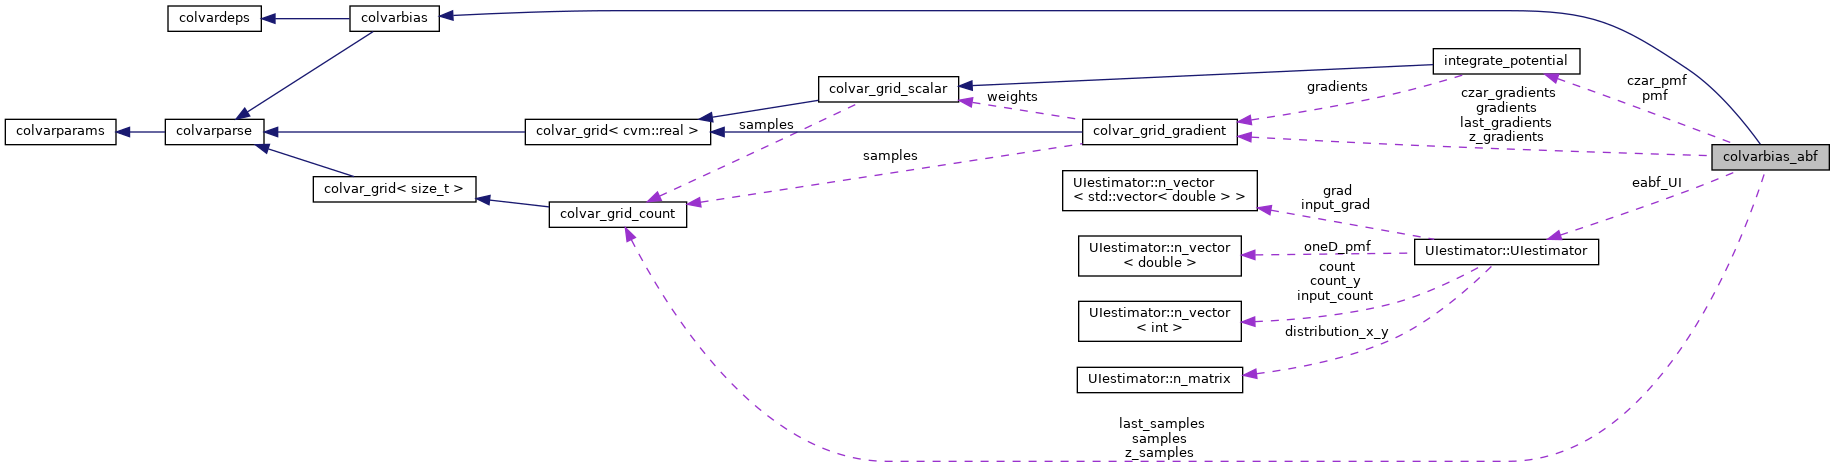 colvardeps
colvarbias
integrate_potential
czar_pmf
pmf
colvar_grid_scalar
weights
gradients
czar_gradients
gradients
last_gradients
z_gradients
colvarparams
colvarparse
colvar_grid< cvm::real >
samples
colvar_grid_gradient
colvarbias_abf
samples
colvar_grid< size_t >
UIestimator::n_vector
< std::vector< double > >
grad
input_grad
eabf_UI
colvar_grid_count
UIestimator::n_vector
< double >
oneD_pmf
UIestimator::UIestimator
count
count_y
input_count
UIestimator::n_vector
< int >
distribution_x_y
UIestimator::n_matrix
last_samples
samples
z_samples